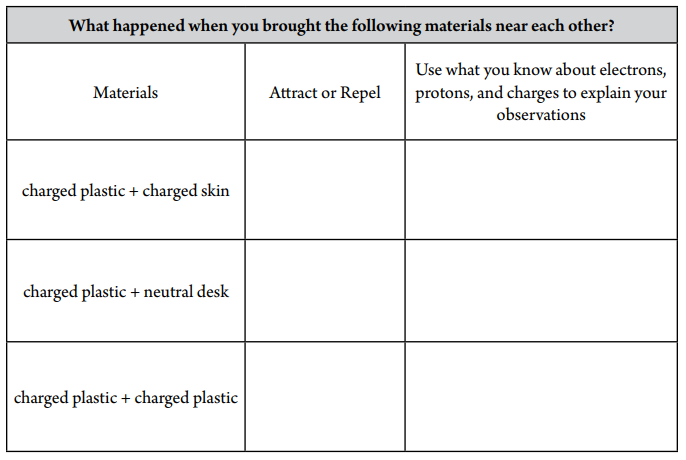 What happened when you brought the following materials near each other?
Materials
Attract or Repel
Use what you know about electrons,
protons, and charges to explain your
observations
charged plastic + charged skin
charged plastic + neutral desk
charged plastic + charged plastic